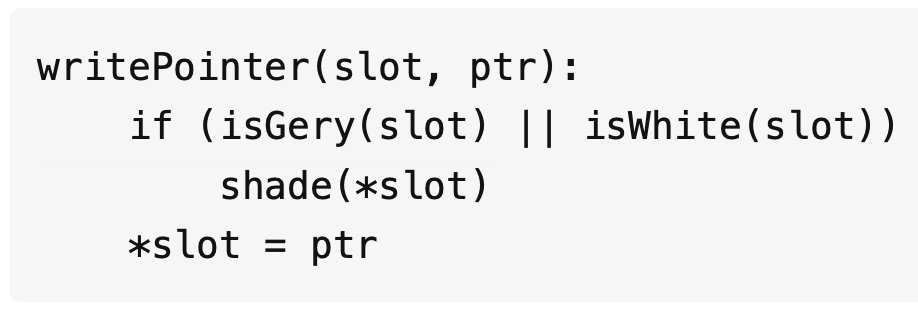 writePointer(slot, ptr):
    if (isGery(slot) || isWhite(slot))
        shade(*slot)
    *slot = ptr